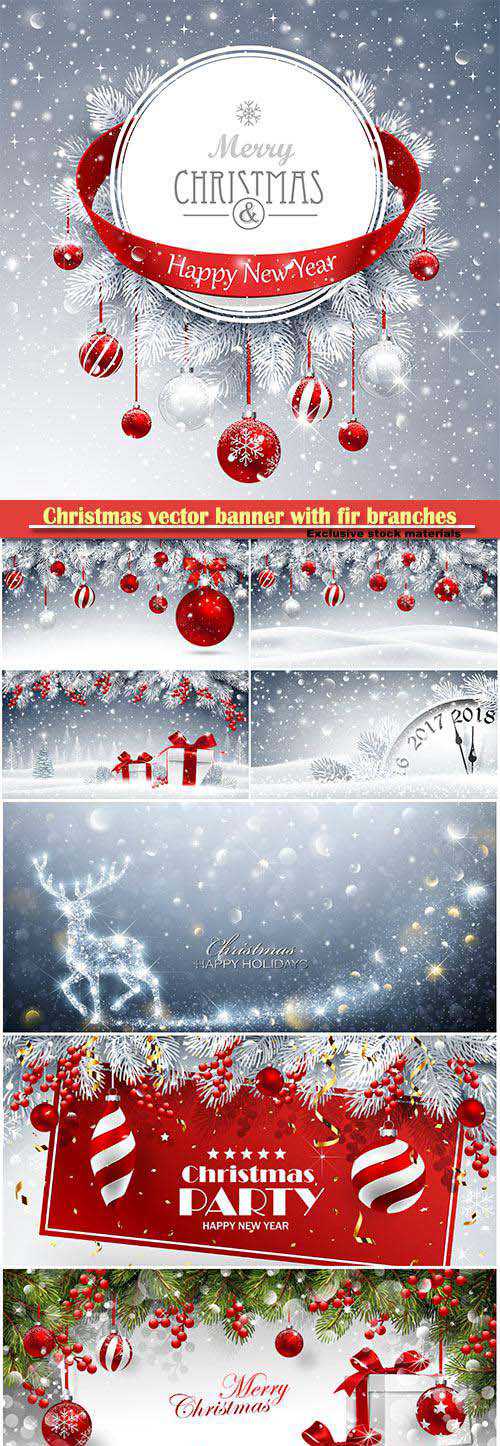 Merry
CHRISTMAS
&
Happy New Year
Christmas vector banner with fir branches
Exclusive stock materials
16 2017 2018
Christmas
HAPPY HOLIDAYS
Christmas
PARTY
HAPPY NEW YEAR
Merry
Christmas